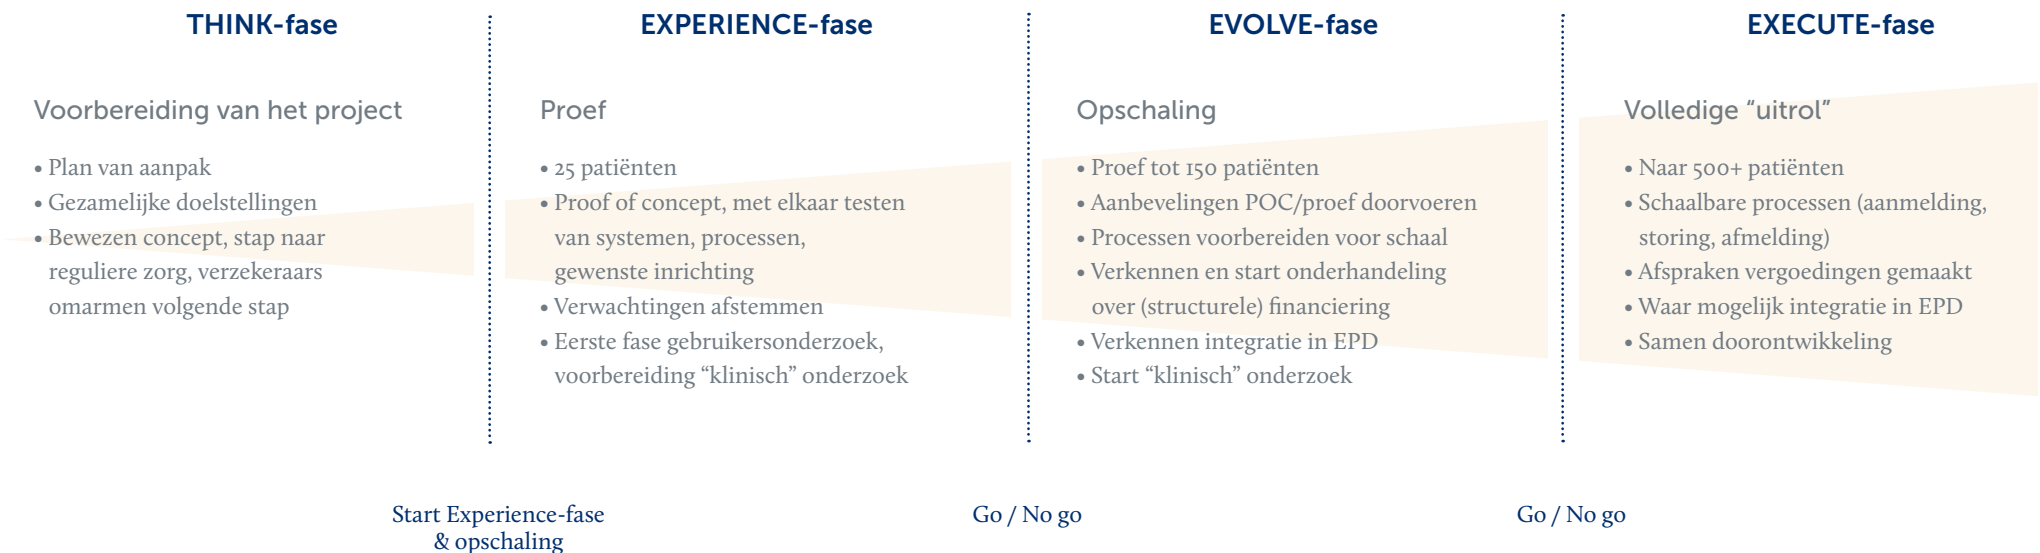 THINK-fase
Voorbereiding van het project
• Plan van aanpak
• Gezamelijke doelstellingen
• Bewezen concept, stap naar
reguliere zorg, verzekeraars
omarmen volgende stap
EXPERIENCE-fase
Proef
• 25 patiënten
• Proof of concept, met elkaar testen
van systemen, processen,
gewenste inrichting
• Verwachtingen afstemmen
• Eerste fase gebruikersonderzoek,
voorbereiding “klinisch” onderzoek
EVOLVE-fase
Opschaling
• Proef tot 150 patiënten
• Aanbevelingen POC/proef doorvoeren
• Processen voorbereiden voor schaal
• Verkennen en start onderhandeling
over (structurele) financiering
• Verkennen integratie in EPD
• Start “klinisch” onderzoek
EXECUTE-fase
Volledige “uitrol”
• Naar 500+ patiënten
• Schaalbare processen (aanmelding,
storing, afmelding)
• Afspraken vergoedingen gemaakt
• Waar mogelijk integratie in EPD
• Samen doorontwikkeling
Start Experience-fase
& opschaling
Go / No go
Go / No go